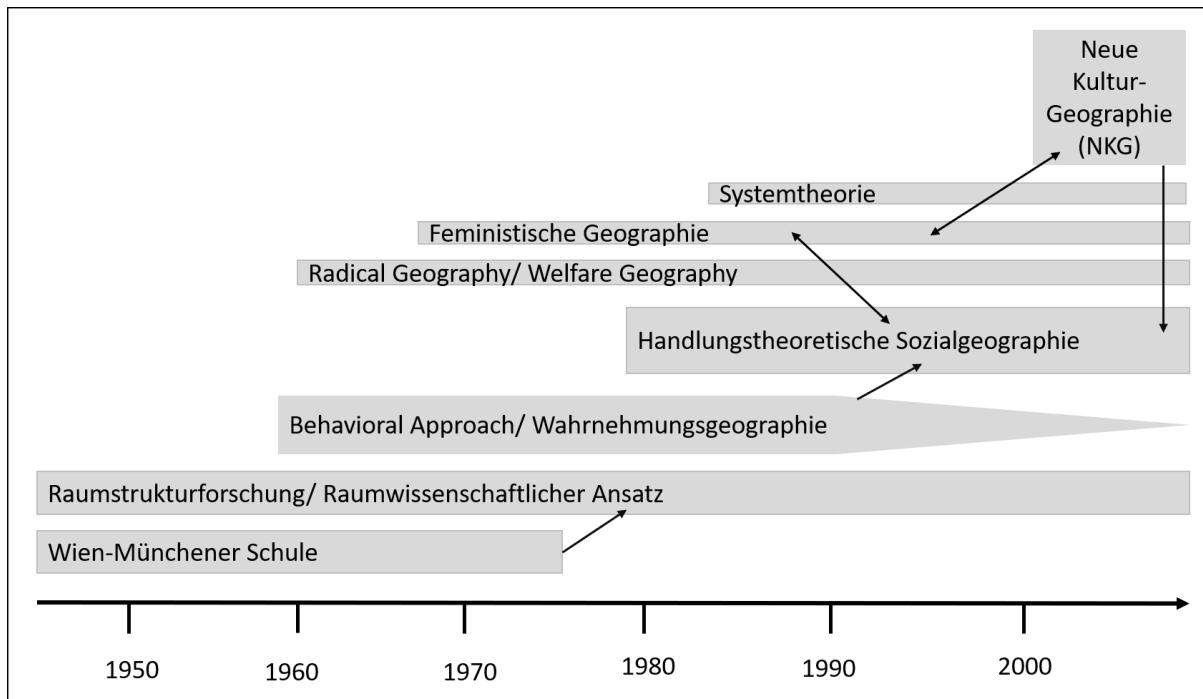 Neue
Kultur-
Geographie
(NKG)
Systemtheorie
Feministische Geographie
Radical Geography/ Welfare Geography
Handlungstheoretische Sozialgeographie
Behavioral Approach/ Wahrnehmungsgeographie
Raumstrukturforschung/ Raumwissenschaftlicher Ansatz
Wien-Münchener Schule
1950 1960 1970 1980 1990 2000